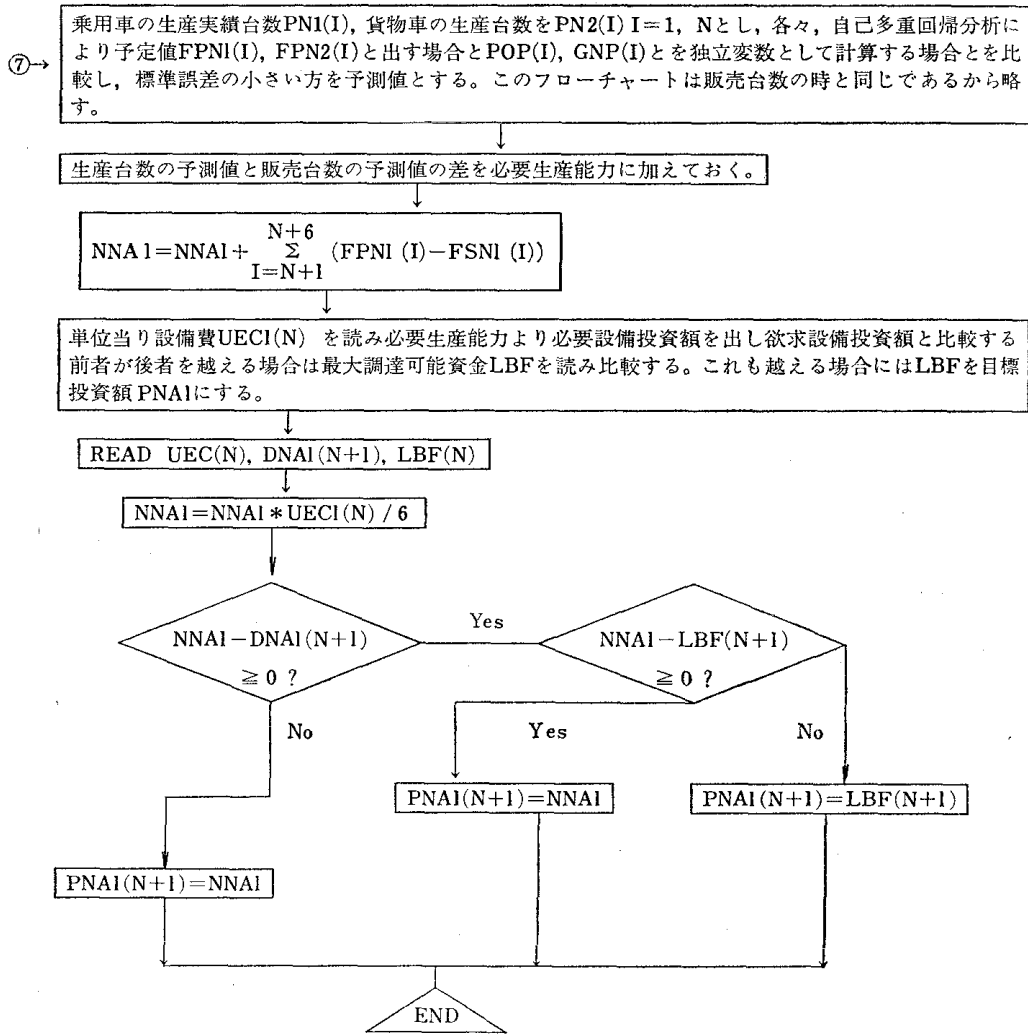 乗用車の生産実績台数PN1(I), 貨物車の生産台数をPN2(I) I=1, Nとし, 各々, 自己多重回帰分析に
⑦→
より予定値FPN1(I), FPN2(I)と出す場合とPOP(I), GNP(I)とを独立変数として計算する場合とを比
較し, 標準誤差の小さい方を予測値とする。このフローチャートは販売台数の時と同じであるから略
す。
生産台数の予測値と販売台数の予測値の差を必要生産能力に加えておく。
N+6
NNA1=NNA1+ Σ (FPN1 (I)−FSN1 (I))
I=N+1
単位当り設備費UEC1(N) を読み必要生産能力より必要設備投資額を出し欲求設備投資額と比較する
前者が後者を越える場合は最大調達可能資金LBFを読み比較する。これも越える場合にはLBFを目標
投資額PNA1にする。
READ UEC(N), DNA1(N+1), LBF(N)
NNA1=NNA1*UEC1(N) / 6
NNA1−DNA1(N+1)
≧ 0 ?
Yes
NNA1−LBF(N+1)
≧ 0 ?
No
Yes
No
PNA1(N+1)=NNA1
PNA1(N+1)=LBF(N+1)
PNA1(N+1)=NNA1
END